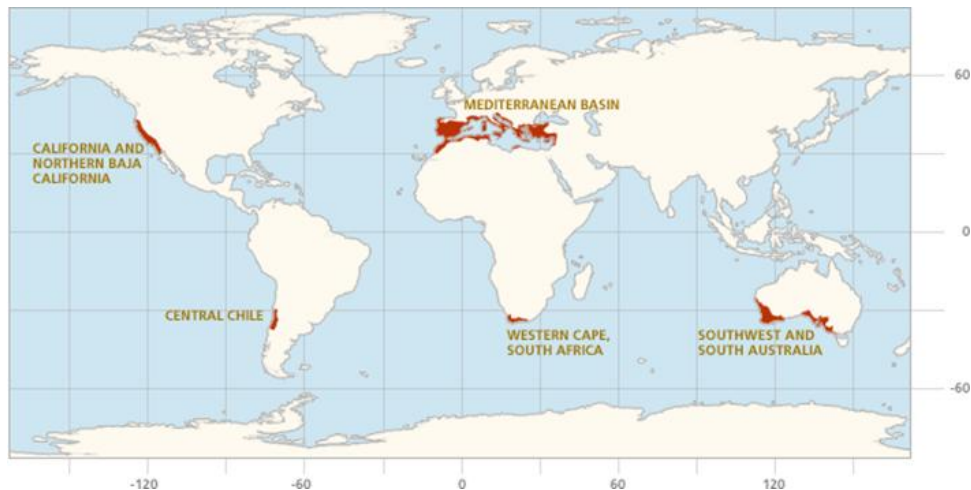 MEDITERRANEAN BASIN
CALIFORNIA AND
NORTHERN BAJA
CALIFORNIA
CENTRAL CHILE
WESTERN CAPE,
SOUTH AFRICA
SOUTHWEST AND
SOUTH AUSTRALIA
60
0
-60
-120
-60
0
60
120